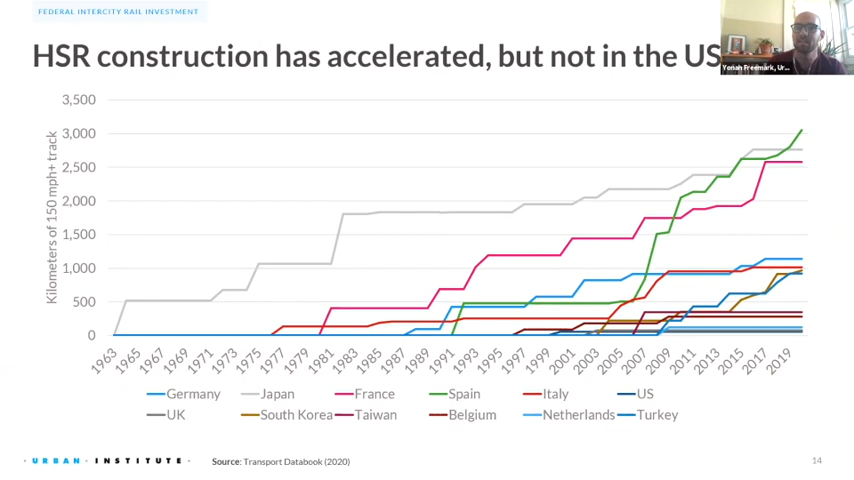 FEDERAL INTERCITY RAIL INVESTMENT
HSR construction has accelerated, but not in the US
Yonah Freemark, Ur...
3,500
3,000
2,500
2,000
1,500
1,000
500
0
Kilometers of 150 mph+ track
1963 1965 1967 1969 1971 1973 1975 1977 1979 1981 1983 1985 1987 1989 1991 1993 1995 1997 1999 2001 2003 2005 2007 2009 2011 2013 2015 2017 2019
Germany Japan France Spain Italy US
UK South Korea Taiwan Belgium Netherlands Turkey
· URBAN · INSTITUTE ·
Source: Transport Databook (2020)
14